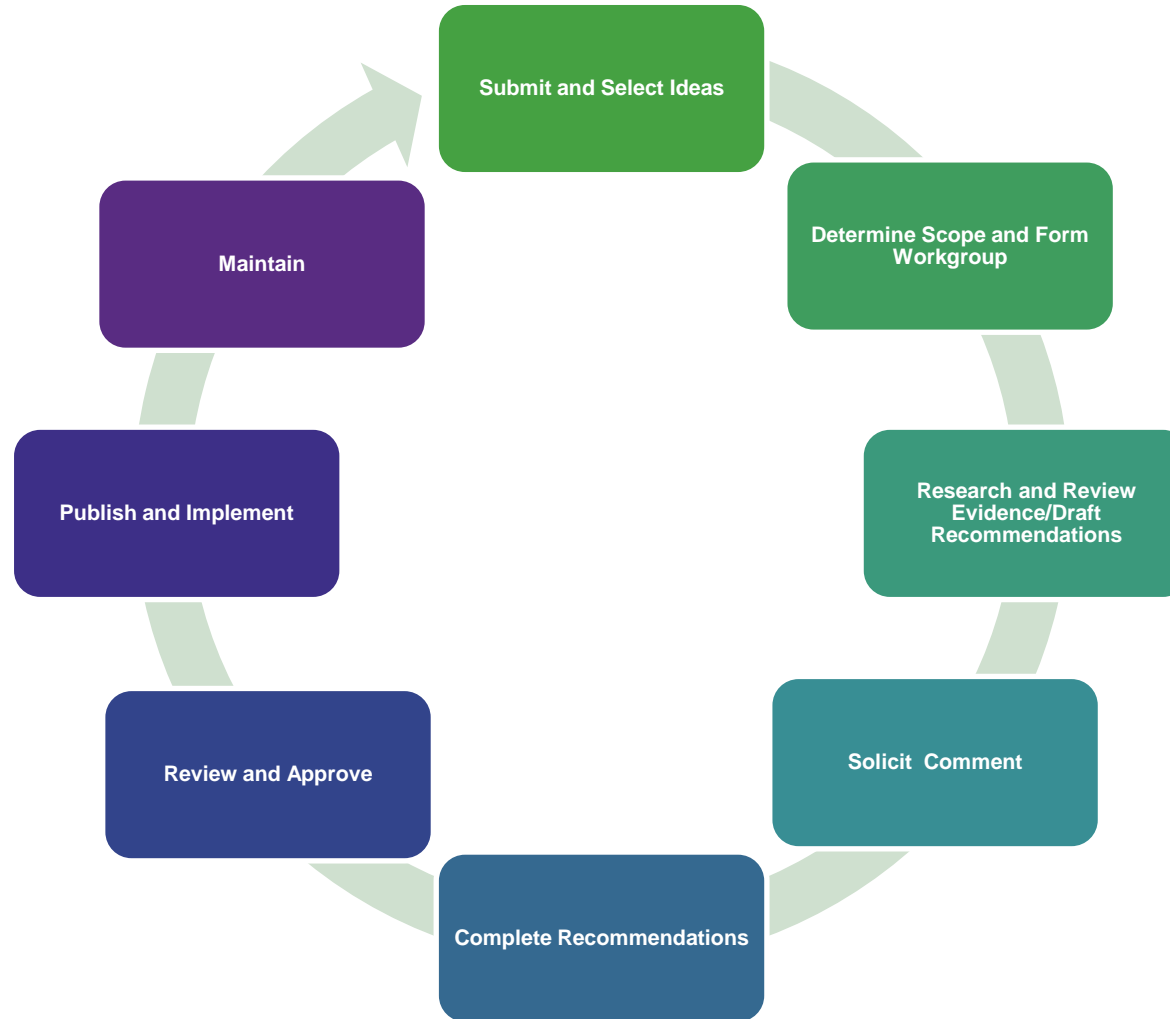 Submit and Select Ideas
Determine Scope and Form
Workgroup
Research and Review
Evidence/Draft
Recommendations
Solicit  Comment
Complete Recommendations
Review and Approve
Publish and Implement
Maintain